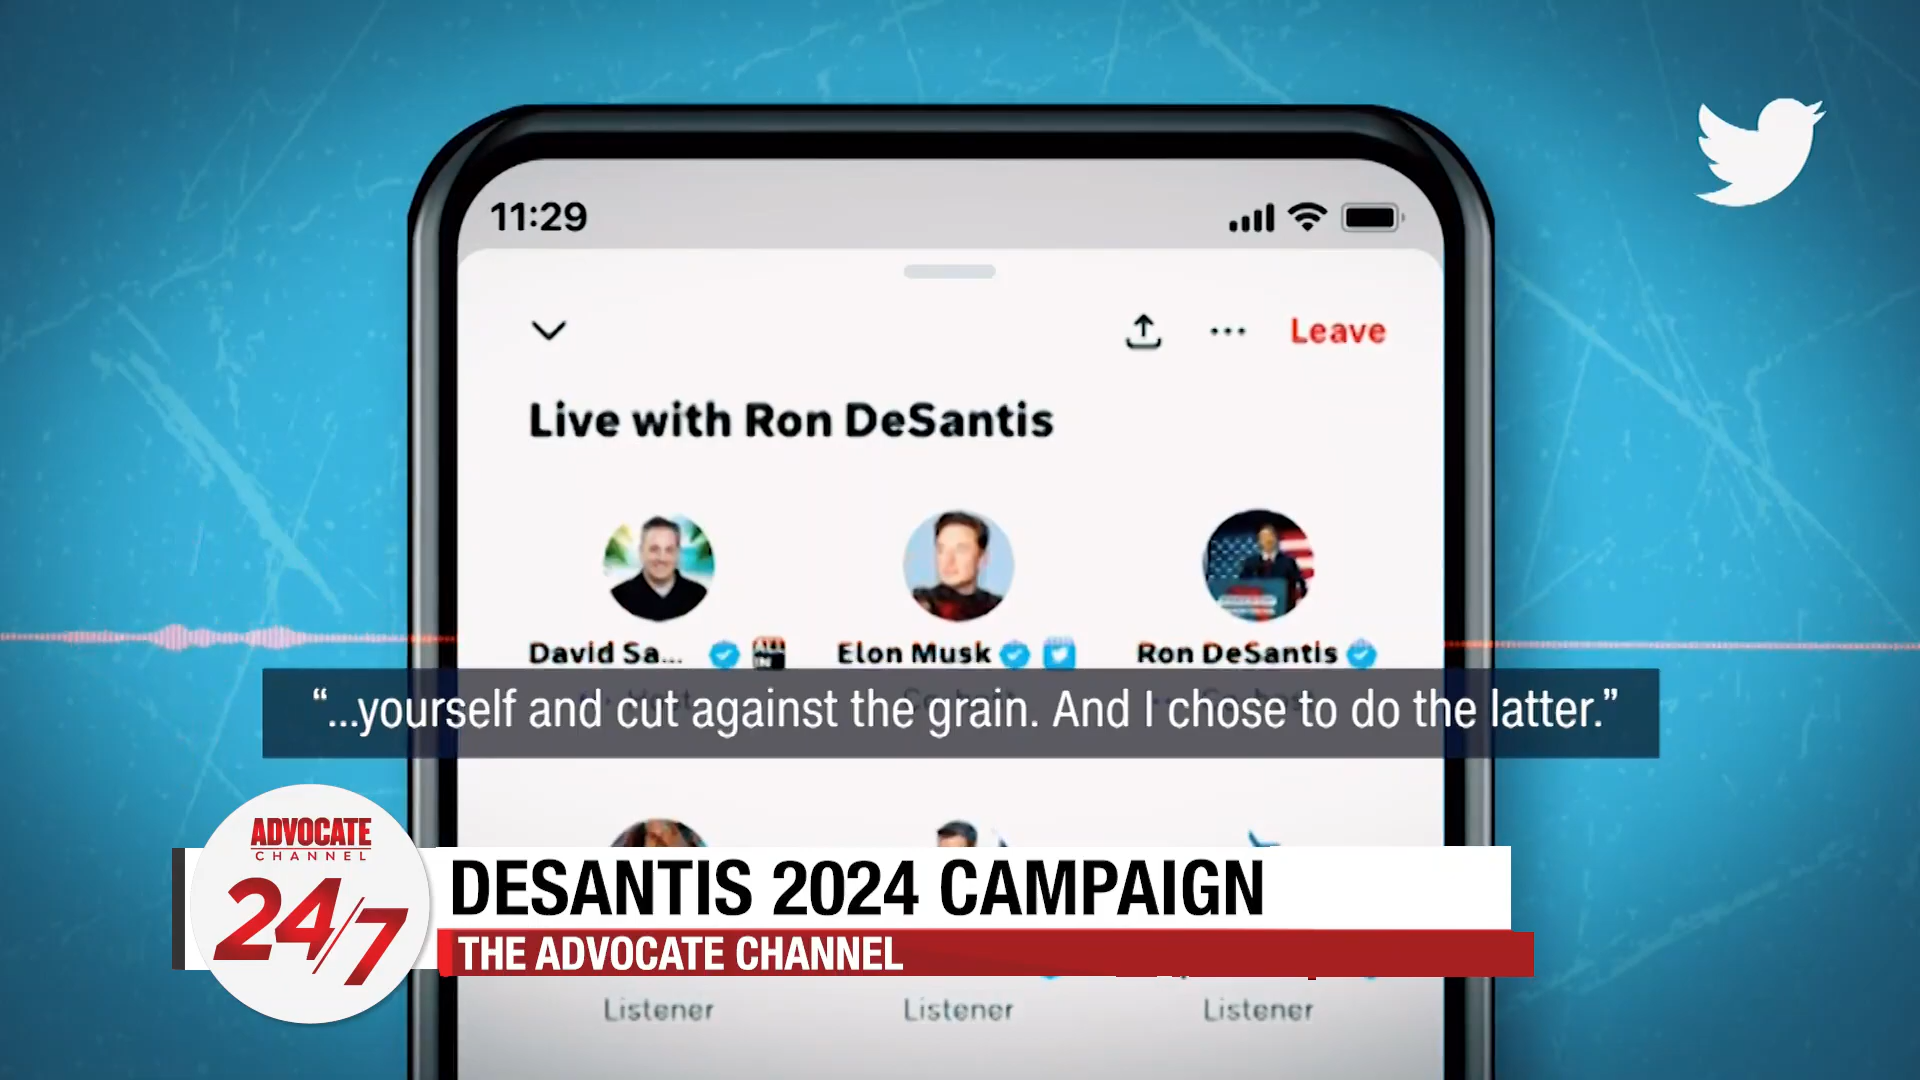 11:29
Leave
Live with Ron DeSantis
David Sa...
ALL
IN
Elon Musk
Ron DeSantis
“...yourself and cut against the grain. And I chose to do the latter.”
ADVOCATE
CHANNEL
24/7
DESANTIS 2024 CAMPAIGN
THE ADVOCATE CHANNEL
Listener
Listener
Listener